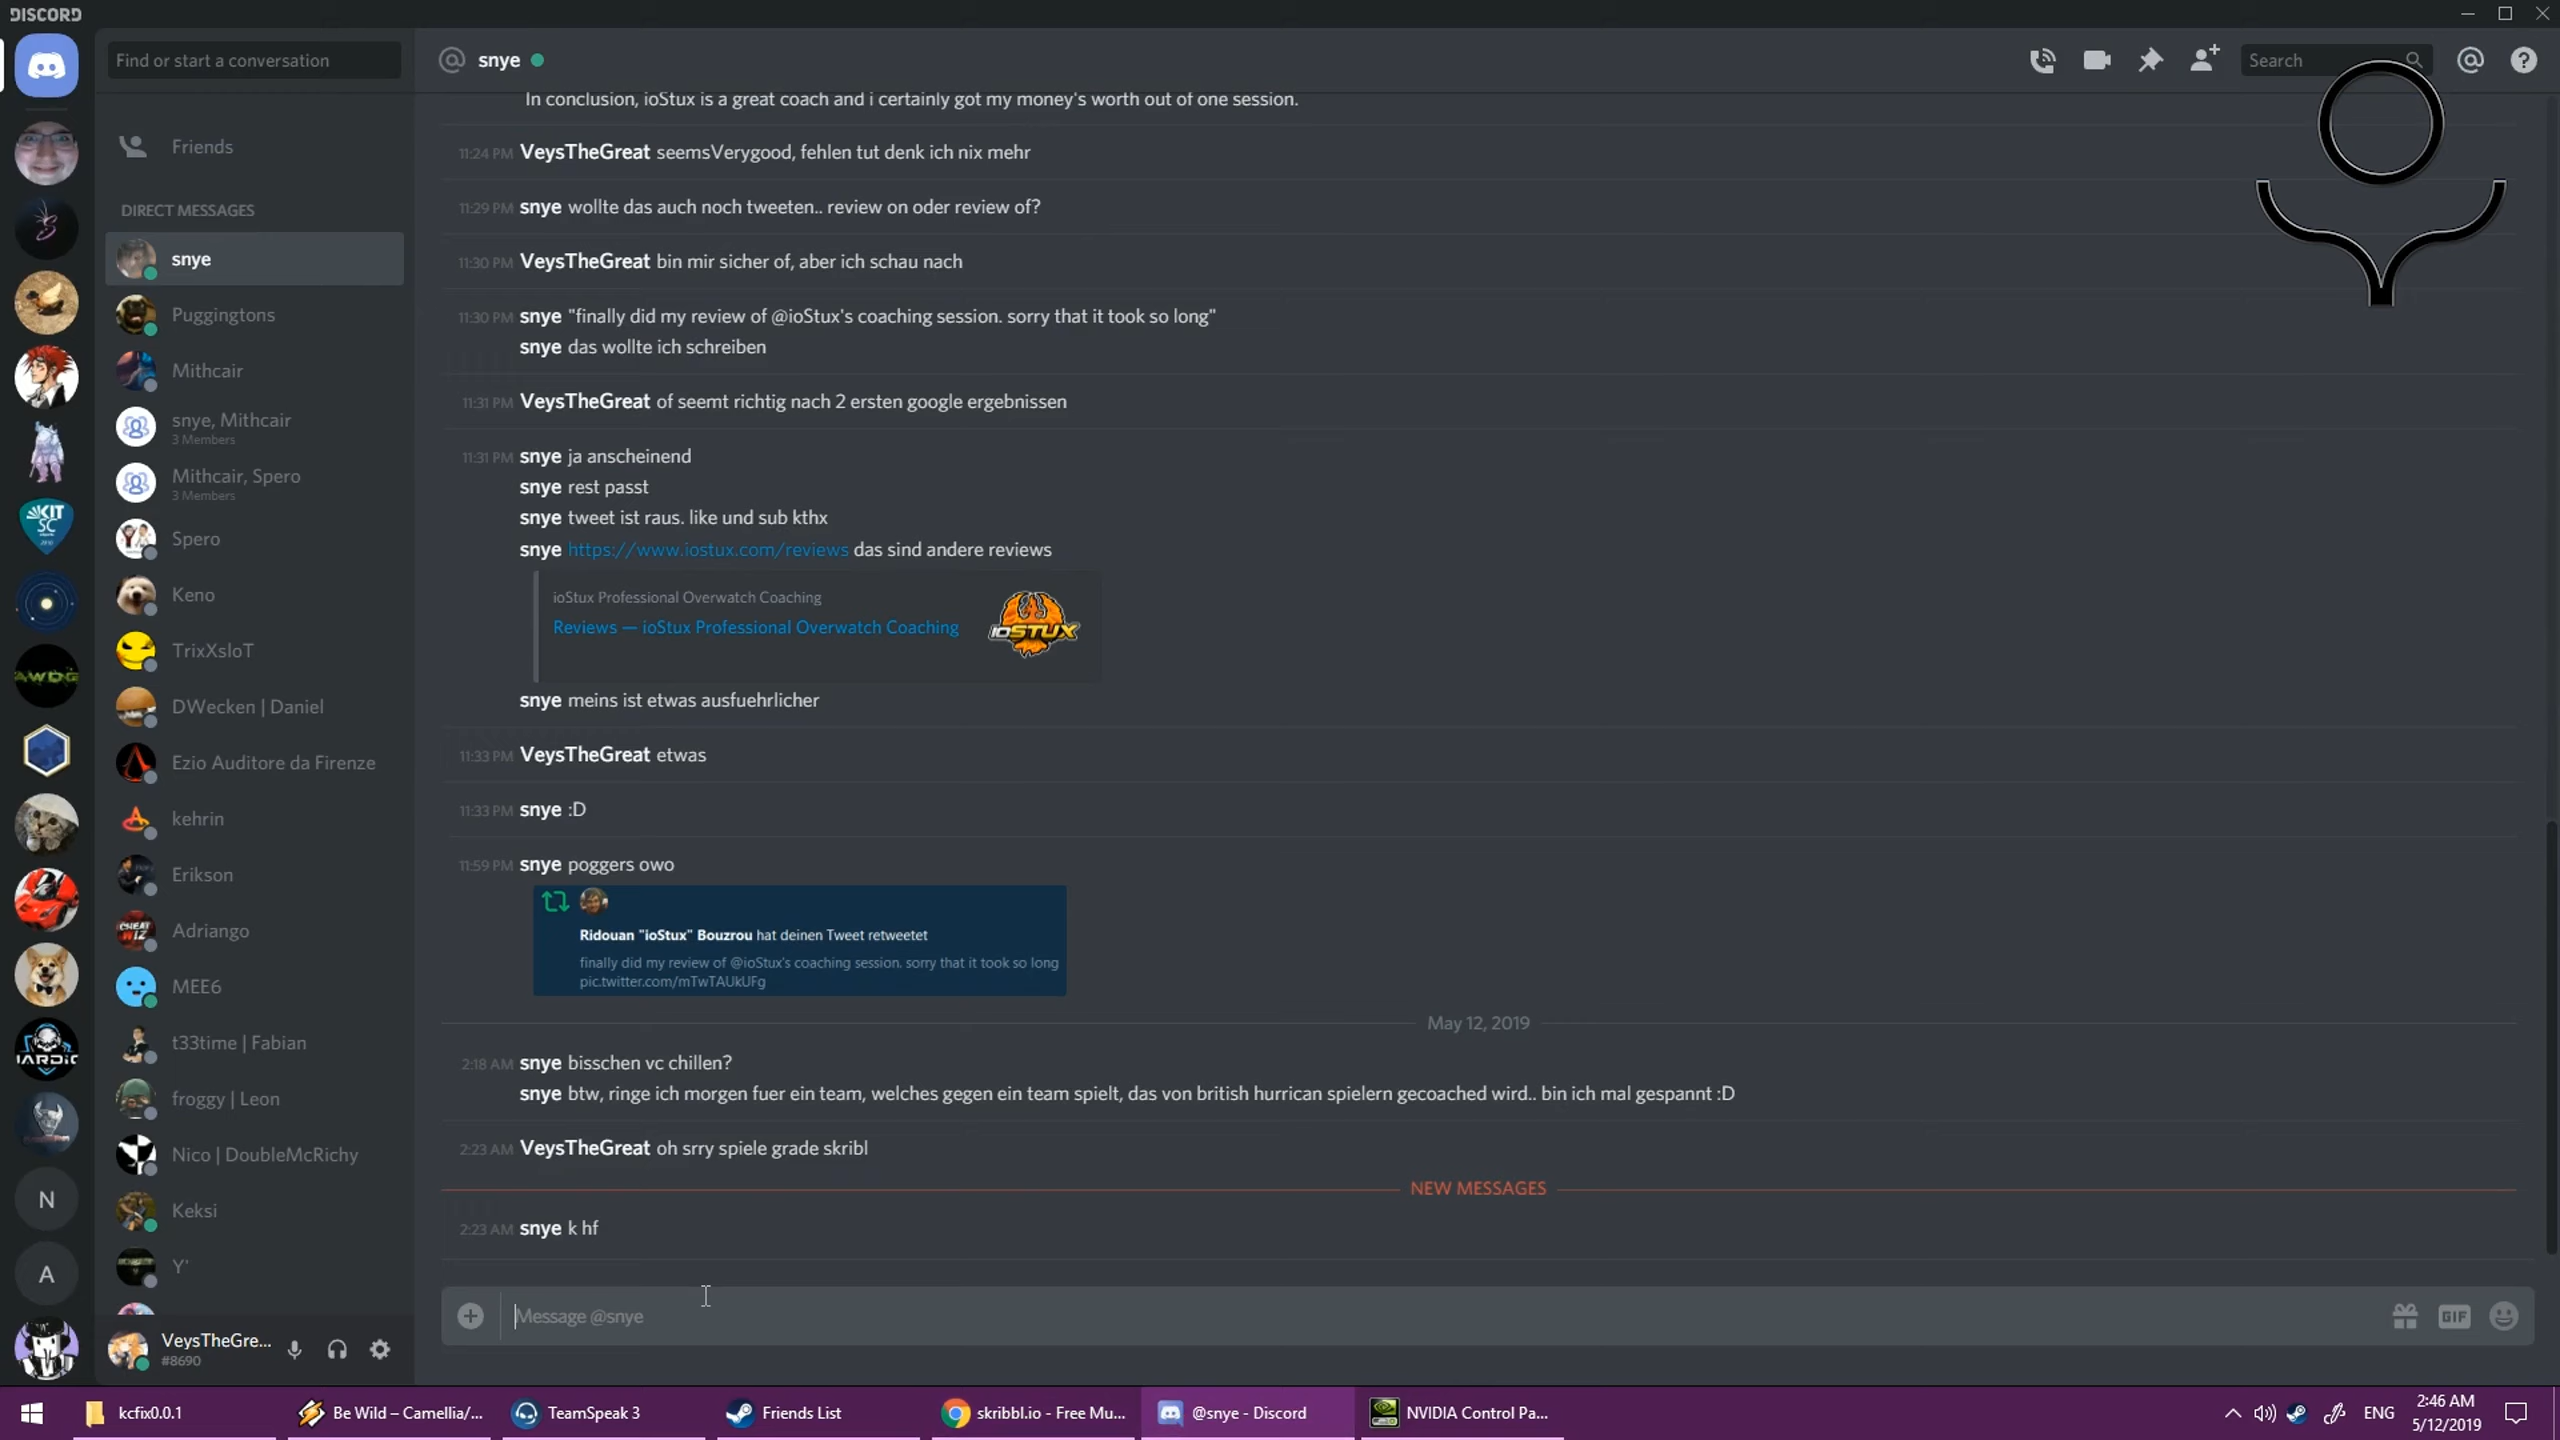 DISCORD
Find or start a conversation
@ snye
Search
Friends
DIRECT MESSAGES
snye
Puggingtons
Mithcair
snye, Mithcair
3 Members
Mithcair, Spero
3 Members
Spero
Keno
TrixXsloT
DWecken | Daniel
Ezio Auditore da Firenze
kehrin
Erikson
Adriango
MEE6
t33time | Fabian
froggy | Leon
Nico | DoubleMcRichy
Keksi
Y'
KIT
SC
AWDG
CHEAT
WIZ
N
A
VeysTheGre...
#8690
In conclusion, ioStux is a great coach and i certainly got my money's worth out of one session.
11:24 PM VeysTheGreat seemsVerygood, fehlen tut denk ich nix mehr
11:29 PM snye wollte das auch noch tweeten.. review on oder review of?
11:30 PM VeysTheGreat bin mir sicher of, aber ich schau nach
11:30 PM snye "finally did my review of @ioStux's coaching session. sorry that it took so long"
snye das wollte ich schreiben
11:31 PM VeysTheGreat of seemt richtig nach 2 ersten google ergebnissen
11:31 PM snye ja anscheinend
snye rest passt
snye tweet ist raus. like und sub kthx
snye https://www.iostux.com/reviews das sind andere reviews
ioStux Professional Overwatch Coaching
Reviews — ioStux Professional Overwatch Coaching
IOSTUX
snye meins ist etwas ausfuehrlicher
11:33 PM VeysTheGreat etwas
11:33 PM snye :D
11:59 PM snye poggers owo
Ridouan "ioStux" Bouzrou hat deinen Tweet retweetet
finally did my review of @ioStux's coaching session. sorry that it took so long
pic.twitter.com/mTwTAUkUFg
May 12, 2019
2:18 AM snye bisschen vc chillen?
snye btw, ringe ich morgen fuer ein team, welches gegen ein team spielt, das von british hurrican spielern gecoached wird.. bin ich mal gespannt :D
2:23 AM VeysTheGreat oh srry spiele grade skribl
NEW MESSAGES
2:23 AM snye k hf
Message @snye
GIF
kcfix0.0.1
Be Wild – Camellia/...
TeamSpeak 3
Friends List
skribbl.io - Free Mu...
@snye - Discord
NVIDIA Control Pa...
ENG
2:46 AM
5/12/2019